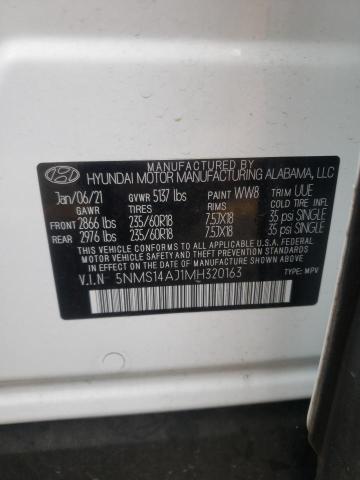 MANUFACTURED BY
HYUNDAI MOTOR MANUFACTURING ALABAMA, LLC
Jan/06/21 GVWR 5137 lbs PAINT WW8 TRIM UUE
GAWR TIRES COLD TIRE INFL
FRONT 2866 lbs 235/60R18 7.5JX18 35 psi SINGLE
REAR 2976 lbs 235/60R18 7.5JX18 35 psi SINGLE
THIS VEHICLE CONFORMS TO ALL APPLICABLE U.S. FEDERAL MOTOR VEHICLE
SAFETY, BUMPER, AND THEFT PREVENTION STANDARDS IN EFFECT ON THE DATE OF MANUFACTURE SHOWN ABOVE.
V.I.N 5NMS14AJ1MH320163 TYPE: MPV